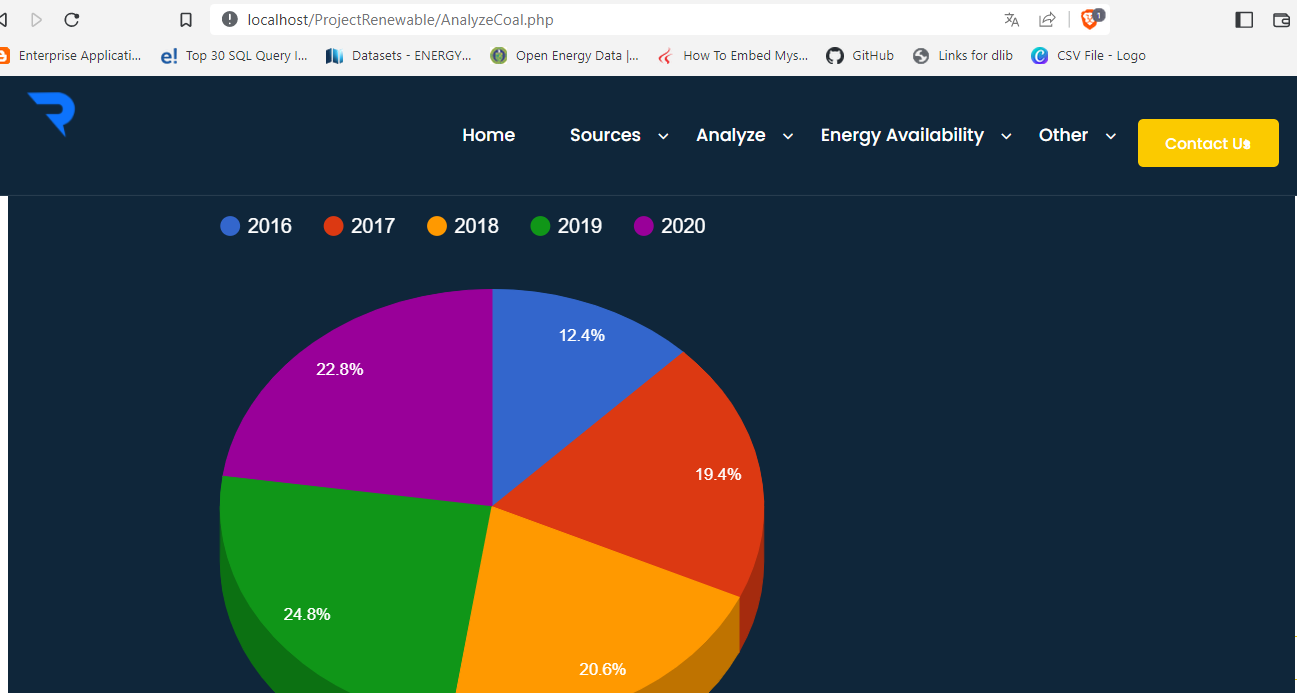 localhost/ProjectRenewable/AnalyzeCoal.php 1
Enterprise Applicati... e! Top 30 SQL Query I... Datasets - ENERGY... Open Energy Data |... How To Embed Mys... GitHub Links for dlib C CSV File - Logo
Home Sources Analyze Energy Availability Other Contact Us
2016 2017 2018 2019 2020
12.4%
22.8%
19.4%
24.8%
20.6%